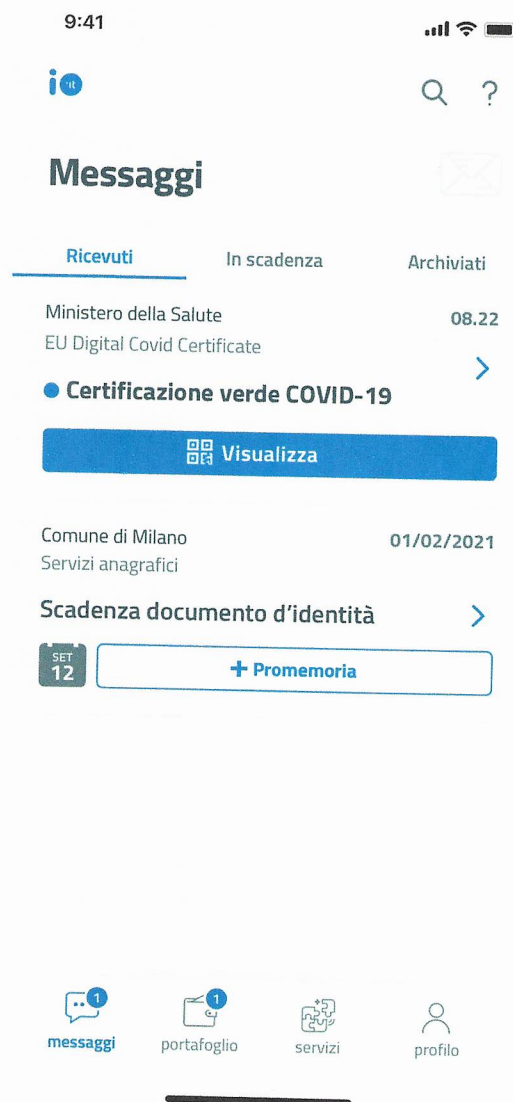 9:41
io
Messaggi
Ricevuti
In scadenza
Archiviati
Ministero della Salute
08.22
EU Digital Covid Certificate
Certificazione verde COVID-19
Visualizza
Comune di Milano
01/02/2021
Servizi anagrafici
Scadenza documento d'identità
SET
12
+ Promemoria
1
1
messaggi
portafoglio
servizi
profilo